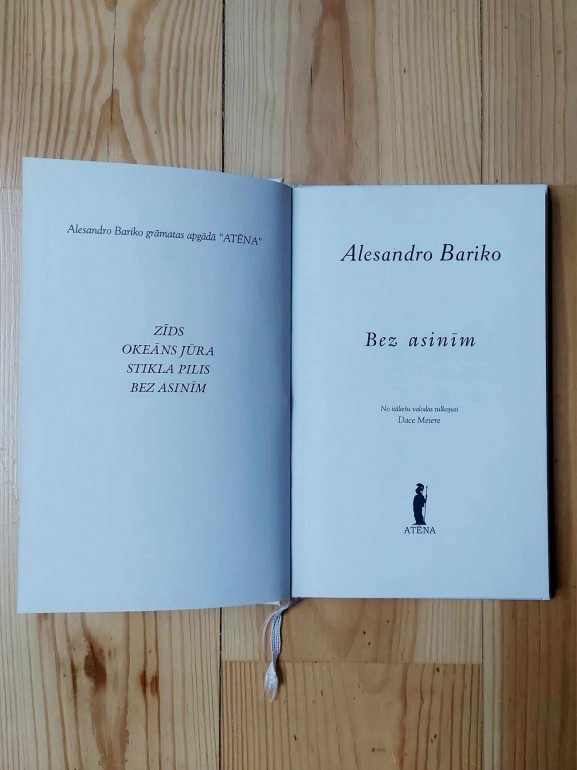 Alesandro Bariko grāmatas apgādā "ATĒNA"
ZĪDS
OKEĀNS JŪRA
STIKLA PILIS
BEZ ASINĪM
Alesandro Bariko
Bez asinīm
No itāliešu valodas tulkojusi
Dace Meiere
ATĒNA